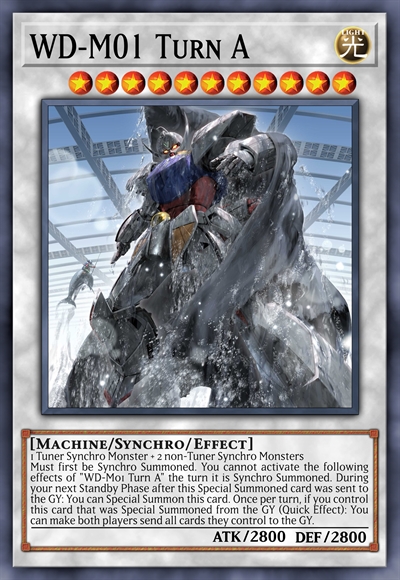 WD-M01 Turn A
LIGHT
光
[Machine/Synchro/Effect]
1 Tuner Synchro Monster + 2 non-Tuner Synchro Monsters
Must first be Synchro Summoned. You cannot activate the following
effects of "WD-M01 Turn A" the turn it is Synchro Summoned. During
your next Standby Phase after this Special Summoned card was sent to
the GY: You can Special Summon this card. Once per turn, if you control
this card that was Special Summoned from the GY (Quick Effect): You
can make both players send all cards they control to the GY.
ATK/2800 DEF/2800